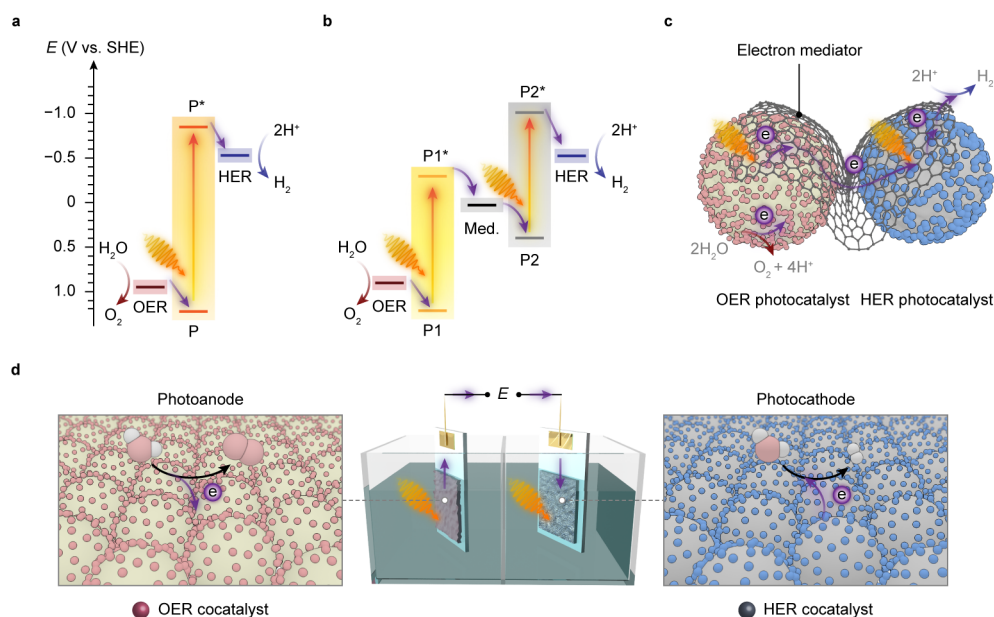 a
E (V vs. SHE)
−1.0
−0.5
0
0.5
1.0
P*
2H⁺
HER
H₂
H₂O
OER
O₂
P
b
P2*
P1*
2H⁺
HER
H₂
Med.
H₂O
P2
OER
O₂
P1
c
Electron mediator
2H⁺
H₂
e
e
e
e
2H₂O
O₂ + 4H⁺
OER photocatalyst
HER photocatalyst
d
Photoanode
E
Photocathode
e
e
OER cocatalyst
HER cocatalyst